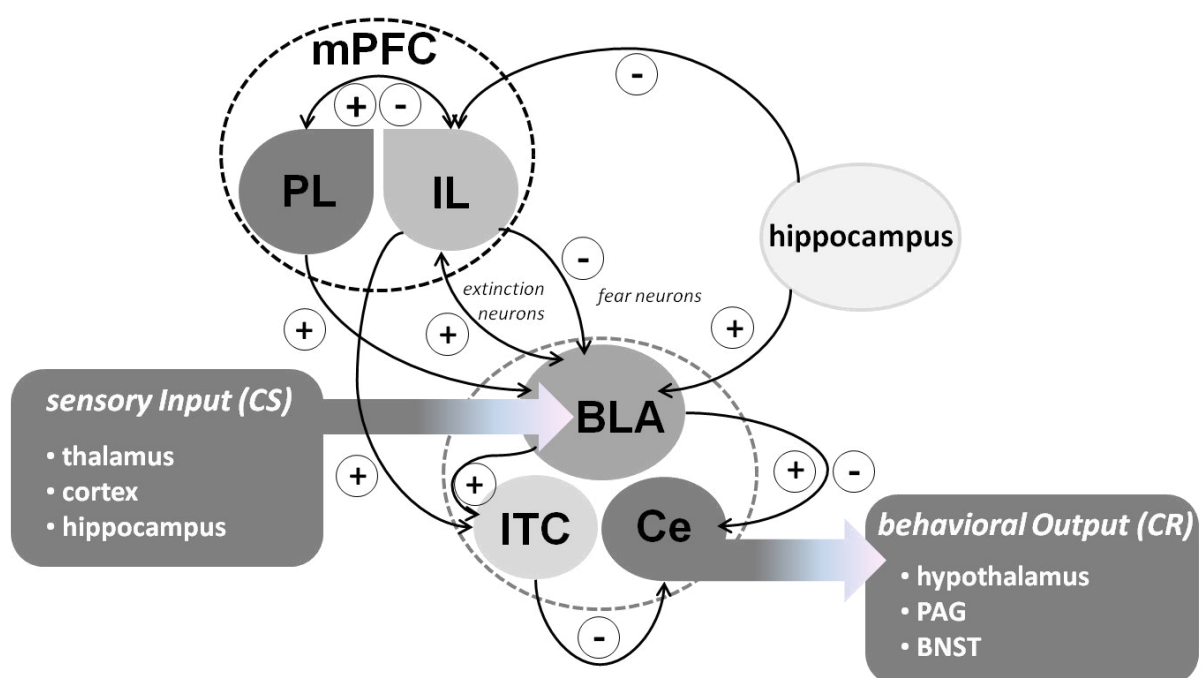 mPFC
+ -
-
PL
IL
hippocampus
-
extinction
neurons
fear neurons
+
+
+
sensory Input (CS)
• thalamus
• cortex
• hippocampus
BLA
+
+
+
-
ITC
Ce
behavioral Output (CR)
• hypothalamus
• PAG
• BNST
-